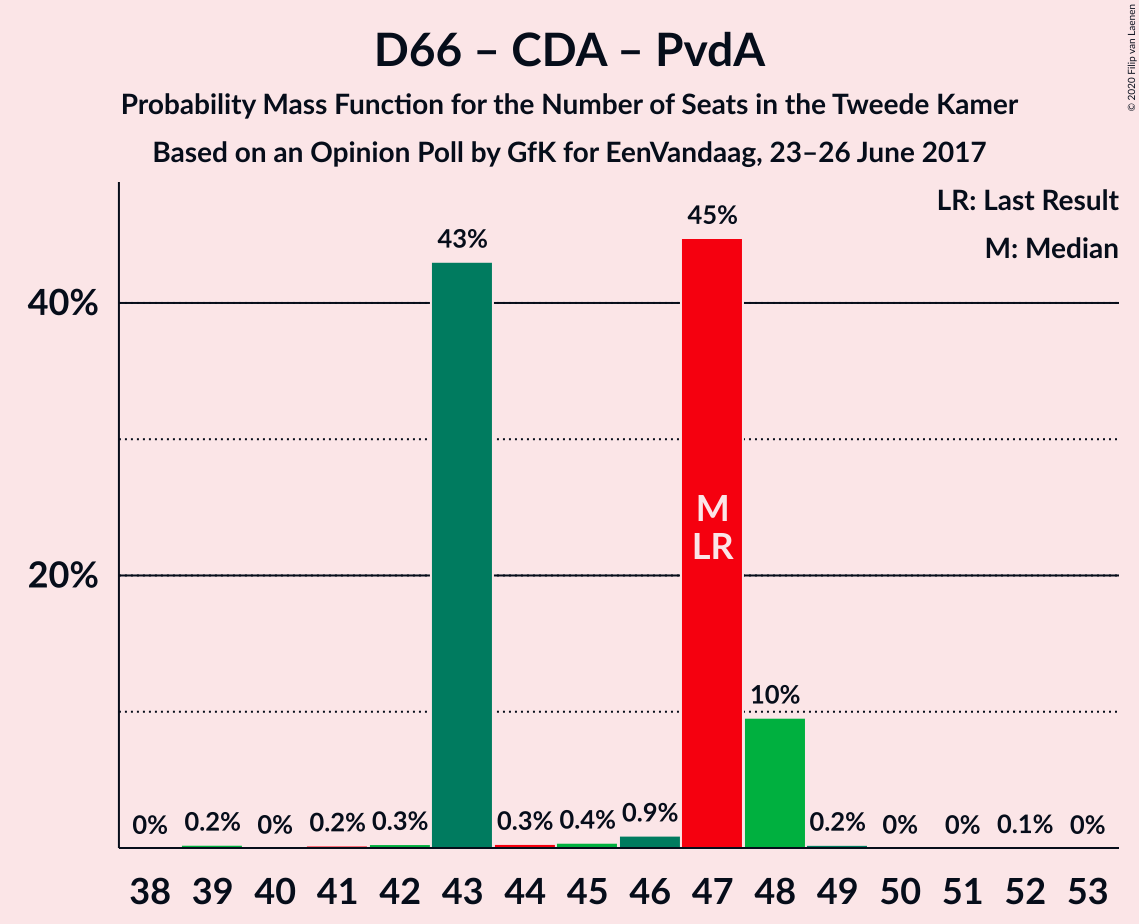 D66 – CDA – PvdA
Probability Mass Function for the Number of Seats in the Tweede Kamer
Based on an Opinion Poll by GfK for EenVandaag, 23–26 June 2017
© 2020 Filip van Laenen
LR: Last Result
M: Median
40%
20%
0%
0.2%
0%
0.2%
0.3%
43%
0.3%
0.4%
0.9%
45%
10%
0.2%
0%
0%
0.1%
0%
M
LR
38 39 40 41 42 43 44 45 46 47 48 49 50 51 52 53